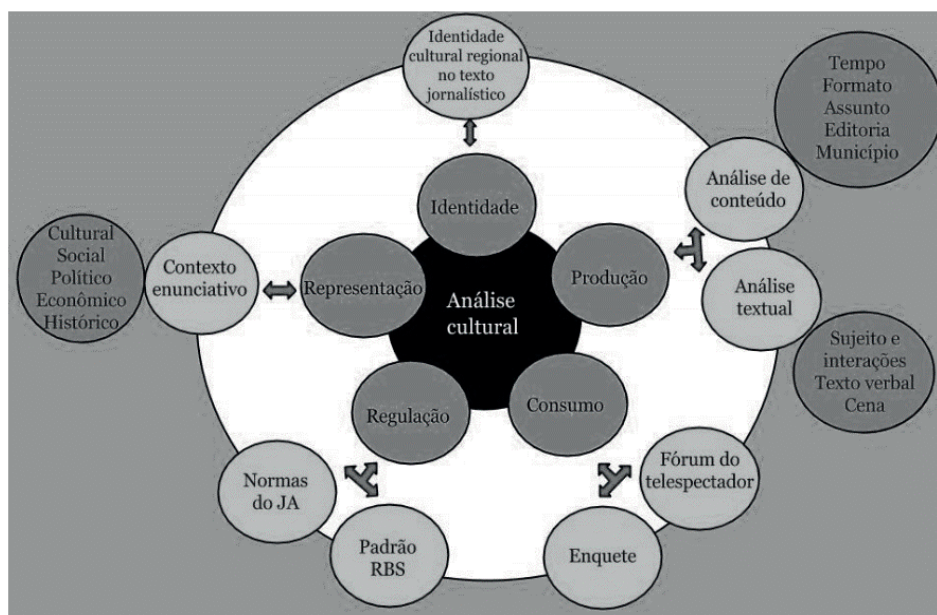 Identidade
cultural regional
no texto
jornalístico
Tempo
Formato
Assunto
Editoria
Município
Análise de
conteúdo
Identidade
Cultural
Social
Político
Econômico
Histórico
Contexto
enunciativo
Representação
Produção
Análise
cultural
Análise
textual
Sujeito e
interações
Texto verbal
Cena
Regulação
Consumo
Normas
do JA
Fórum do
telespectador
Padrão
RBS
Enquete